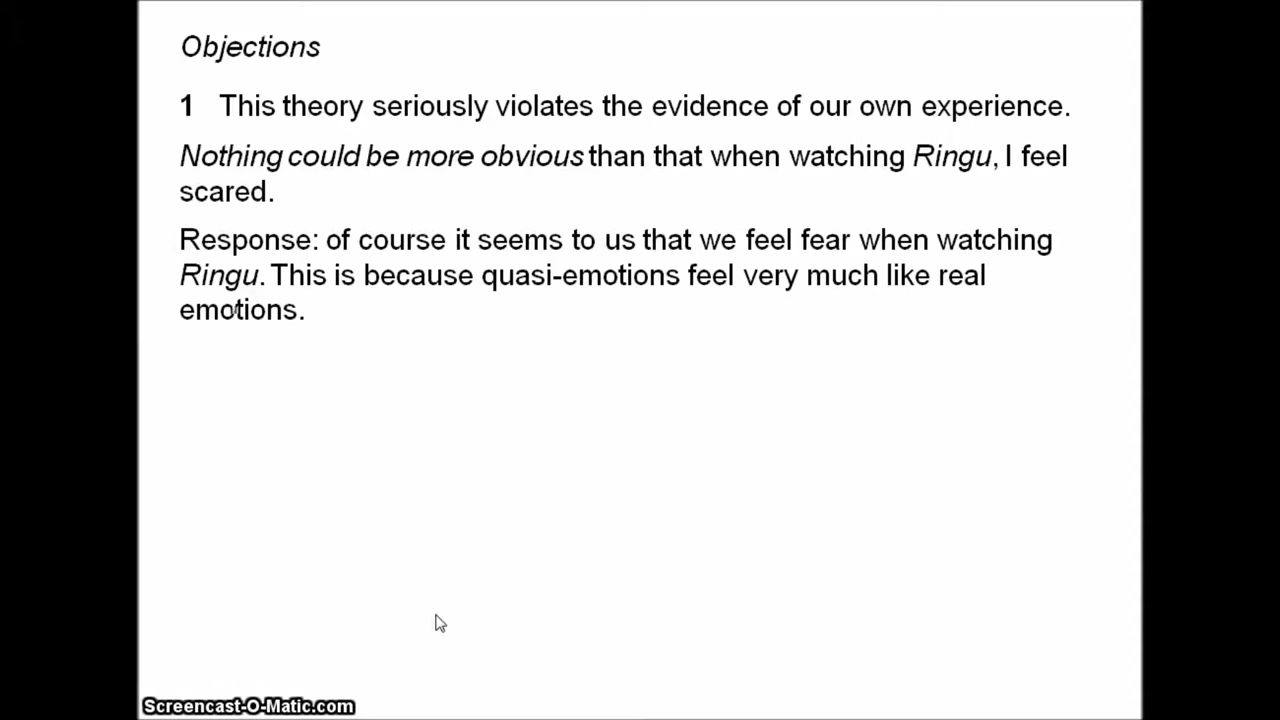 Objections
1 This theory seriously violates the evidence of our own experience.
Nothing could be more obvious than that when watching Ringu, I feel
scared.
Response: of course it seems to us that we feel fear when watching
Ringu. This is because quasi-emotions feel very much like real
emotions.
Screencast-O-Matic.com